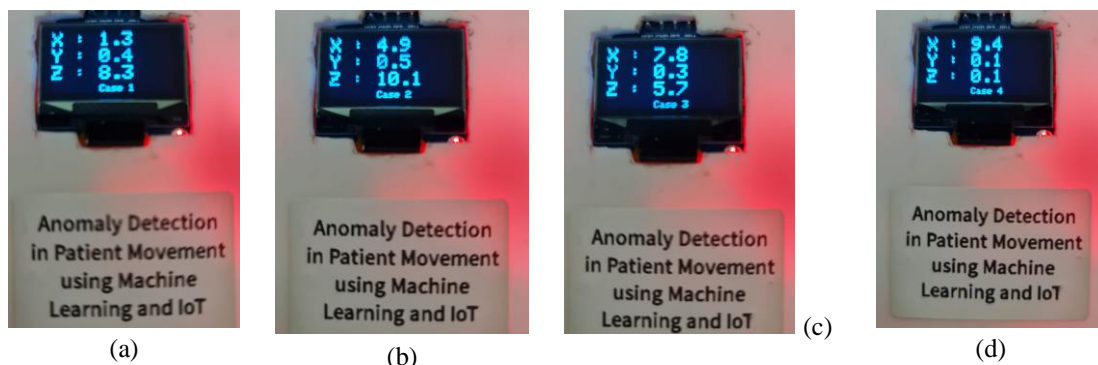 X : 1.3
Y : 0.4
Z : 8.3
Case 1
Anomaly Detection
in Patient Movement
using Machine
Learning and IoT
(a)
X : 4.9
Y : 0.5
Z : 10.1
Case 2
Anomaly Detection
in Patient Movement
using Machine
Learning and IoT
(b)
X : 7.8
Y : 0.3
Z : 5.7
Case 3
Anomaly Detection
in Patient Movement
using Machine
Learning and IoT
(c)
X : 9.4
Y : 0.1
Z : 0.1
Case 4
Anomaly Detection
in Patient Movement
using Machine
Learning and IoT
(d)